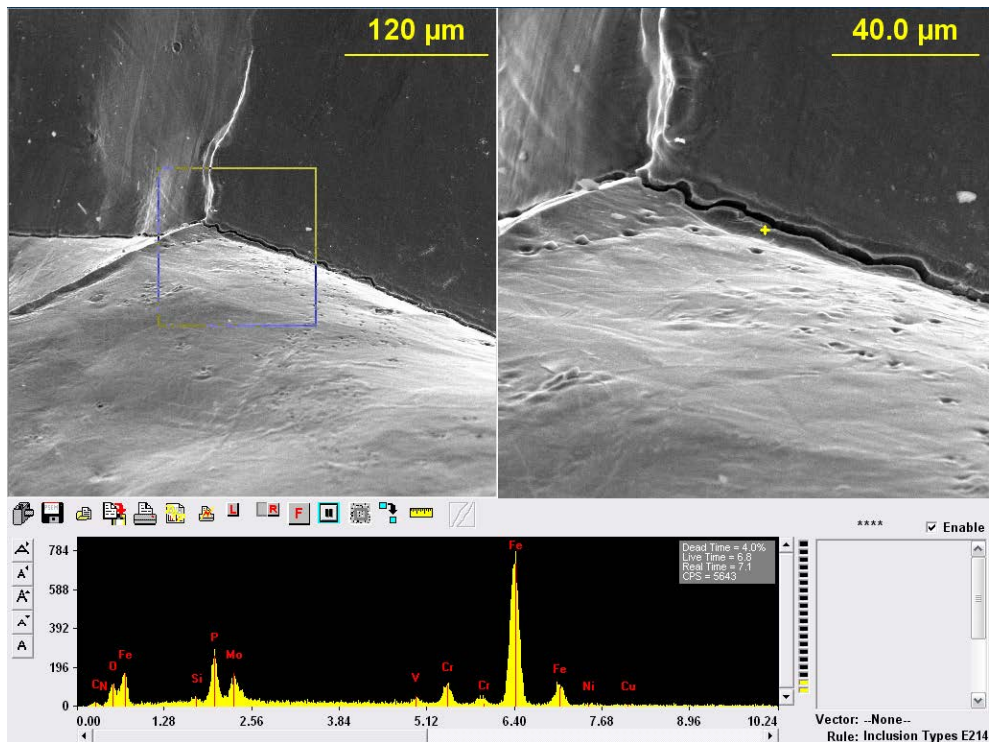 120 µm
40.0 µm
L
R
F
****
Enable
784
588
392
196
0
Dead Time = 4.0%
Live Time = 6.8
Real Time = 7.1
CPS = 5643
C
N
O
Fe
Si
P
Mo
V
Cr
Cr
Fe
Fe
Ni
Cu
0.00 1.28 2.56 3.84 5.12 6.40 7.68 8.96 10.24
A
A
A
A
A
Vector: --None--
Rule: Inclusion Types E214